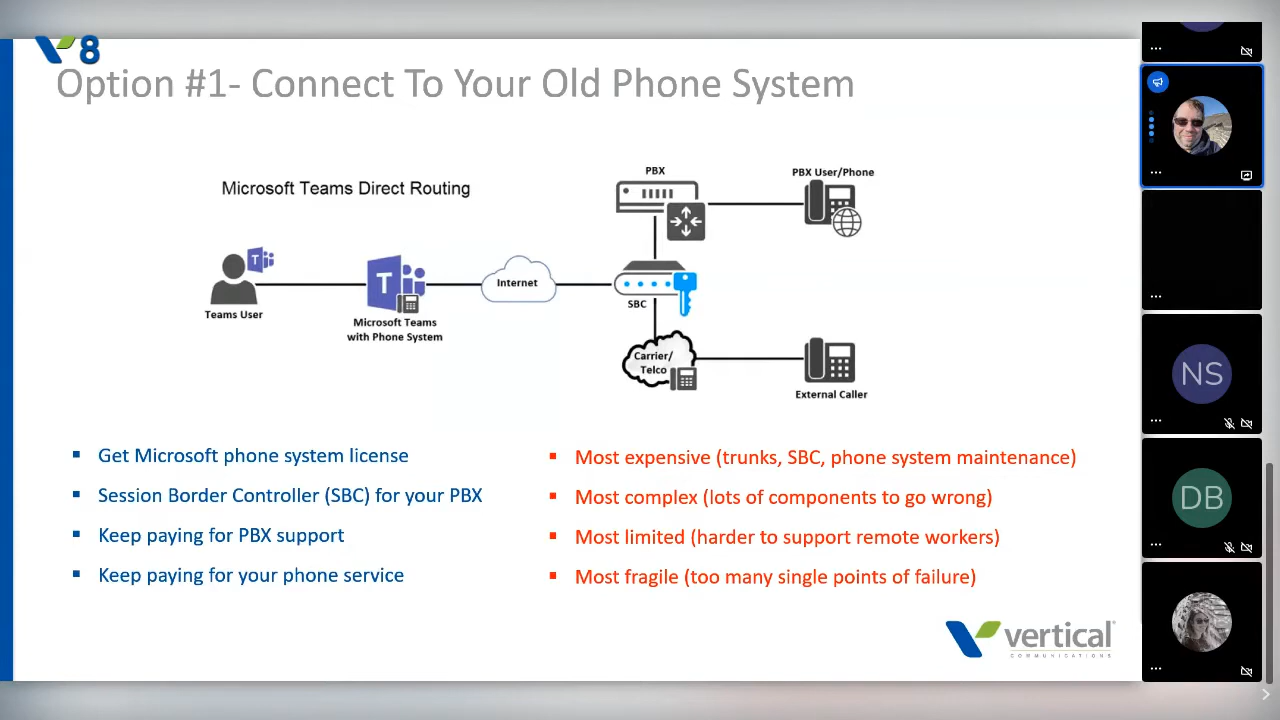 V8
Option #1- Connect To Your Old Phone System
Microsoft Teams Direct Routing
PBX
PBX User/Phone
T
T
Internet
SBC
Teams User
Microsoft Teams
with Phone System
Carrier/
Telco
External Caller
Get Microsoft phone system license
Session Border Controller (SBC) for your PBX
Keep paying for PBX support
Keep paying for your phone service
Most expensive (trunks, SBC, phone system maintenance)
Most complex (lots of components to go wrong)
Most limited (harder to support remote workers)
Most fragile (too many single points of failure)
vertical
COMMUNICATIONS
NS
DB